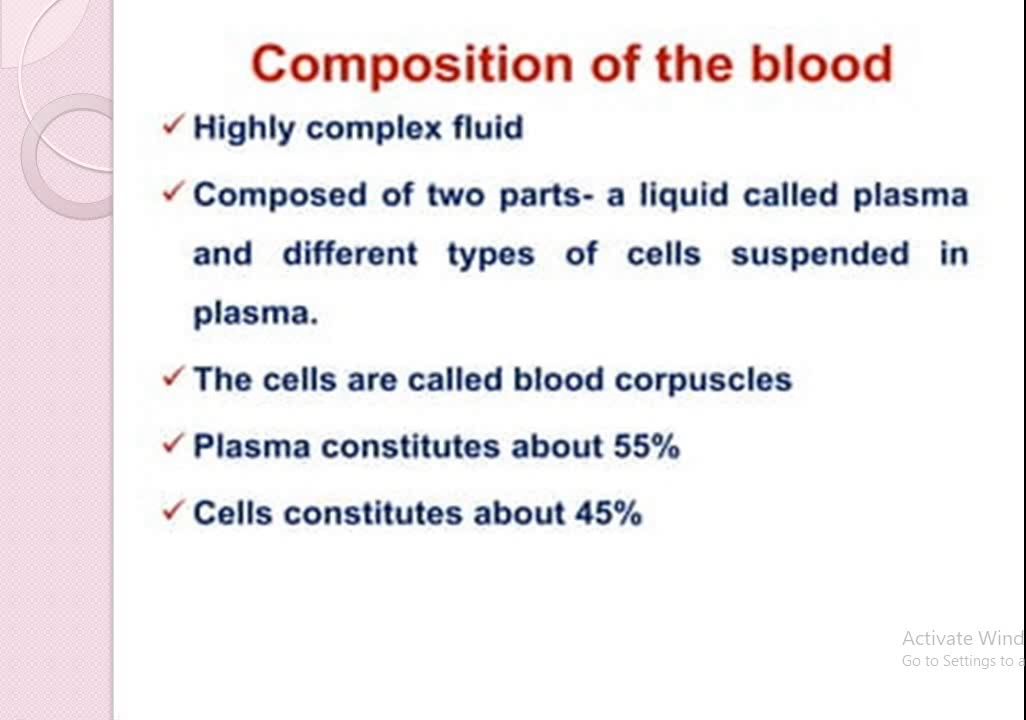 Composition of the blood
✓ Highly complex fluid
✓ Composed of two parts- a liquid called plasma
and different types of cells suspended in
plasma.
✓ The cells are called blood corpuscles
✓ Plasma constitutes about 55%
✓ Cells constitutes about 45%
Activate Wind
Go to Settings to a